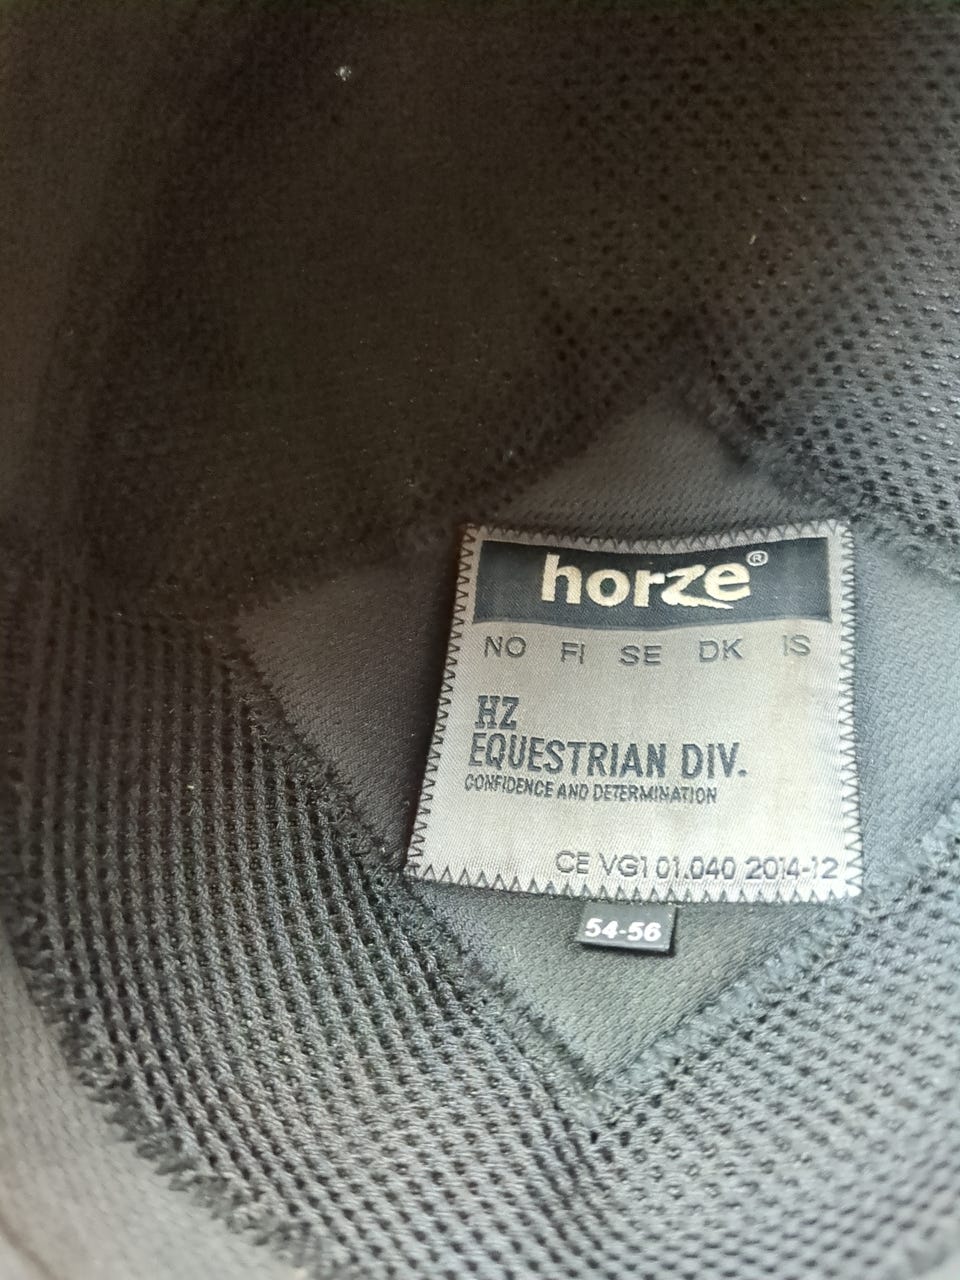 horze®
NO FI SE DK IS
HZ
EQUESTRIAN DIV.
CONFIDENCE AND DETERMINATION
CE VG1 01.040 2014-12
54-56